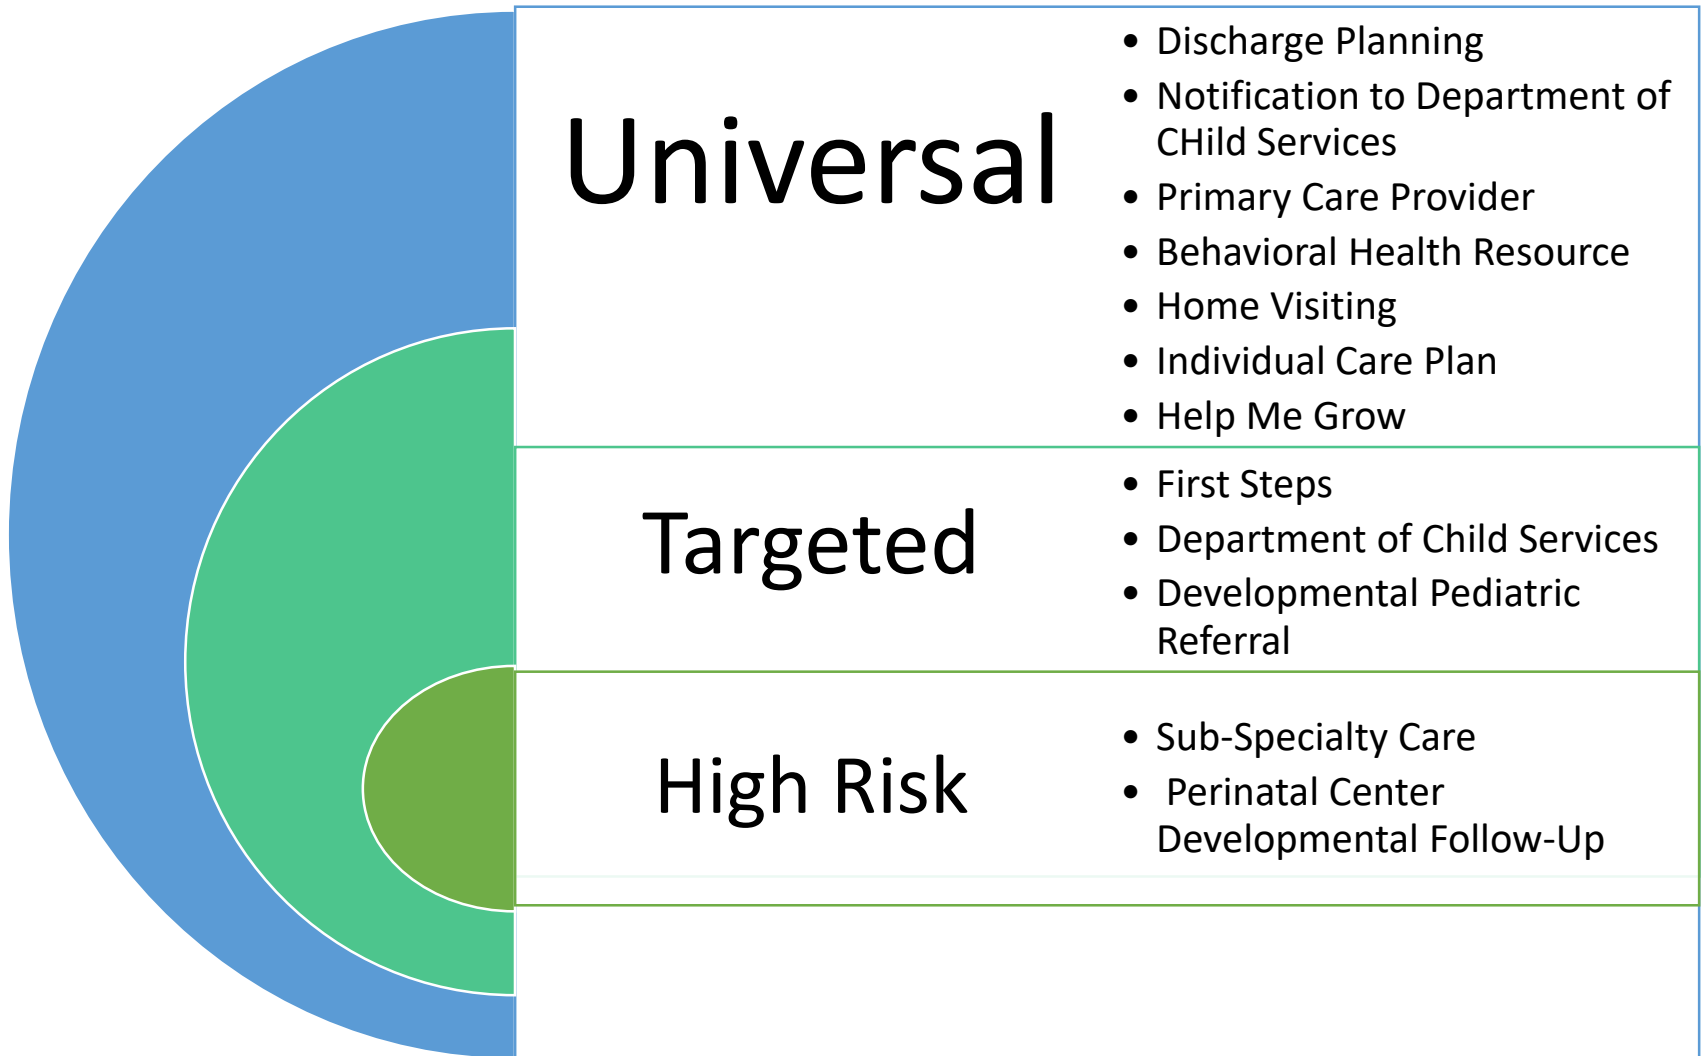 Universal
• Discharge Planning
• Notification to Department of
CHild Services
• Primary Care Provider
• Behavioral Health Resource
• Home Visiting
• Individual Care Plan
• Help Me Grow
Targeted
• First Steps
• Department of Child Services
• Developmental Pediatric
Referral
High Risk
• Sub-Specialty Care
• Perinatal Center
Developmental Follow-Up